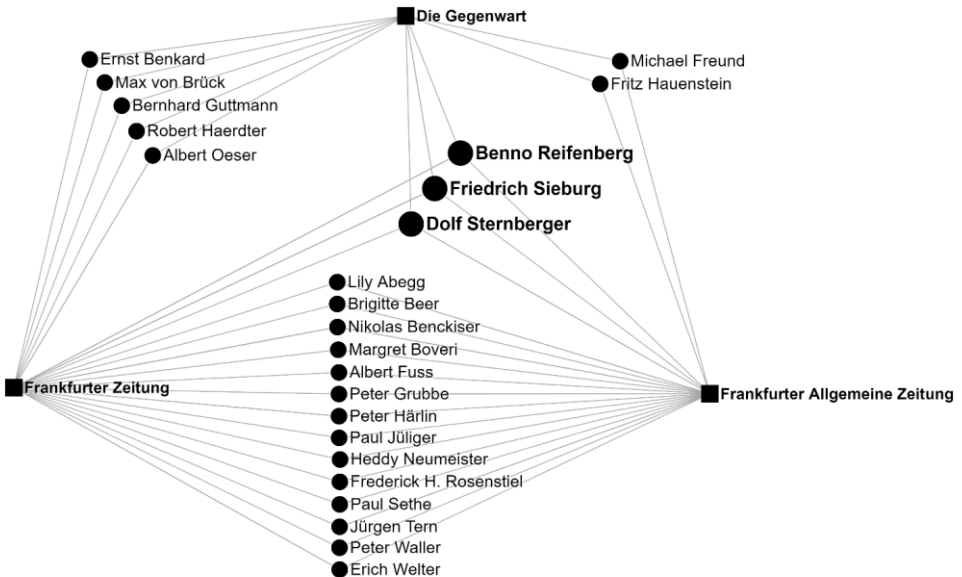 Die Gegenwart
Ernst Benkard
Max von Brück
Bernhard Guttmann
Robert Haerdter
Albert Oeser
Michael Freund
Fritz Hauenstein
Benno Reifenberg
Friedrich Sieburg
Dolf Sternberger
Lily Abegg
Brigitte Beer
Nikolas Benckiser
Margret Boveri
Albert Fuss
Peter Grubbe
Peter Härlin
Paul Jüliger
Heddy Neumeister
Frederick H. Rosenstiel
Paul Sethe
Jürgen Tern
Peter Waller
Erich Welter
Frankfurter Zeitung
Frankfurter Allgemeine Zeitung